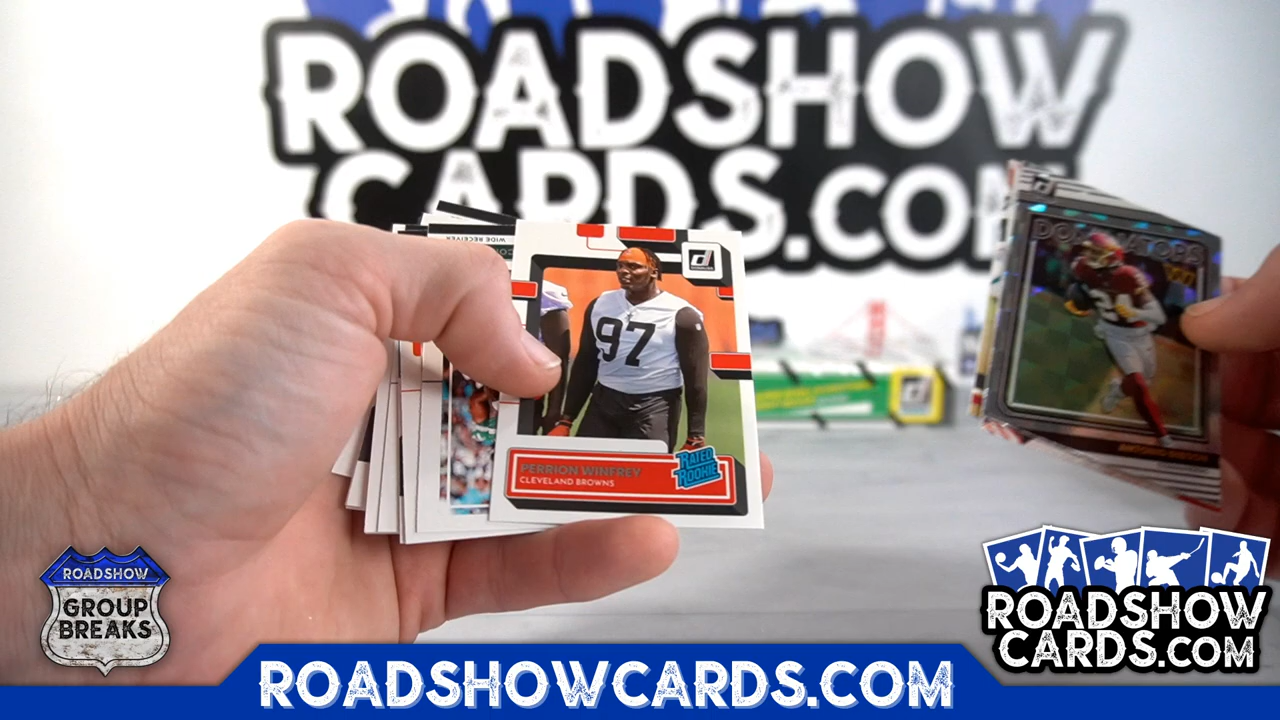 ROADSHOW
CARDS.COM
WIDE RECEIVER
DOMINATORS
24
97
PERRION WINFREY
CLEVELAND BROWNS
RATED
ROOKIE
ROADSHOW
GROUP
BREAKS
ROADSHOWCARDS.COM
ROADSHOW
CARDS.COM